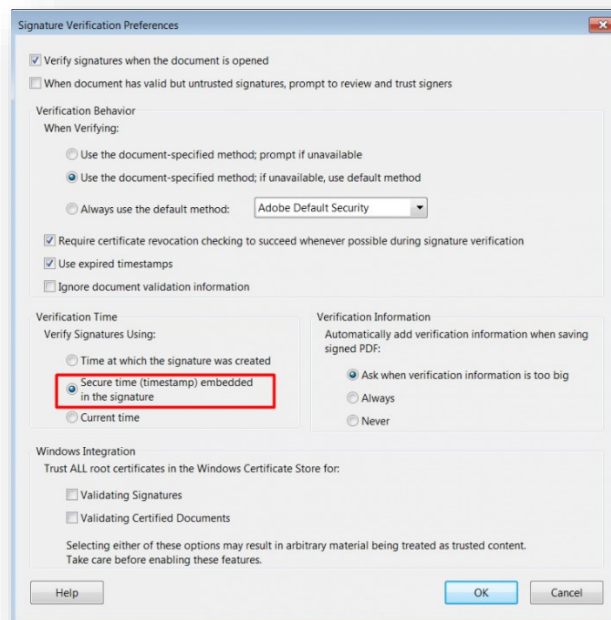 Signature Verification Preferences
Verify signatures when the document is opened
When document has valid but untrusted signatures, prompt to review and trust signers
Verification Behavior
When Verifying:
Use the document-specified method; prompt if unavailable
Use the document-specified method; if unavailable, use default method
Always use the default method: Adobe Default Security
Require certificate revocation checking to succeed whenever possible during signature verification
Use expired timestamps
Ignore document validation information
Verification Time
Verify Signatures Using:
Time at which the signature was created
Secure time (timestamp) embedded
in the signature
Current time
Verification Information
Automatically add verification information when saving
signed PDF:
Ask when verification information is too big
Always
Never
Windows Integration
Trust ALL root certificates in the Windows Certificate Store for:
Validating Signatures
Validating Certified Documents
Selecting either of these options may result in arbitrary material being treated as trusted content.
Take care before enabling these features.
Help
OK
Cancel